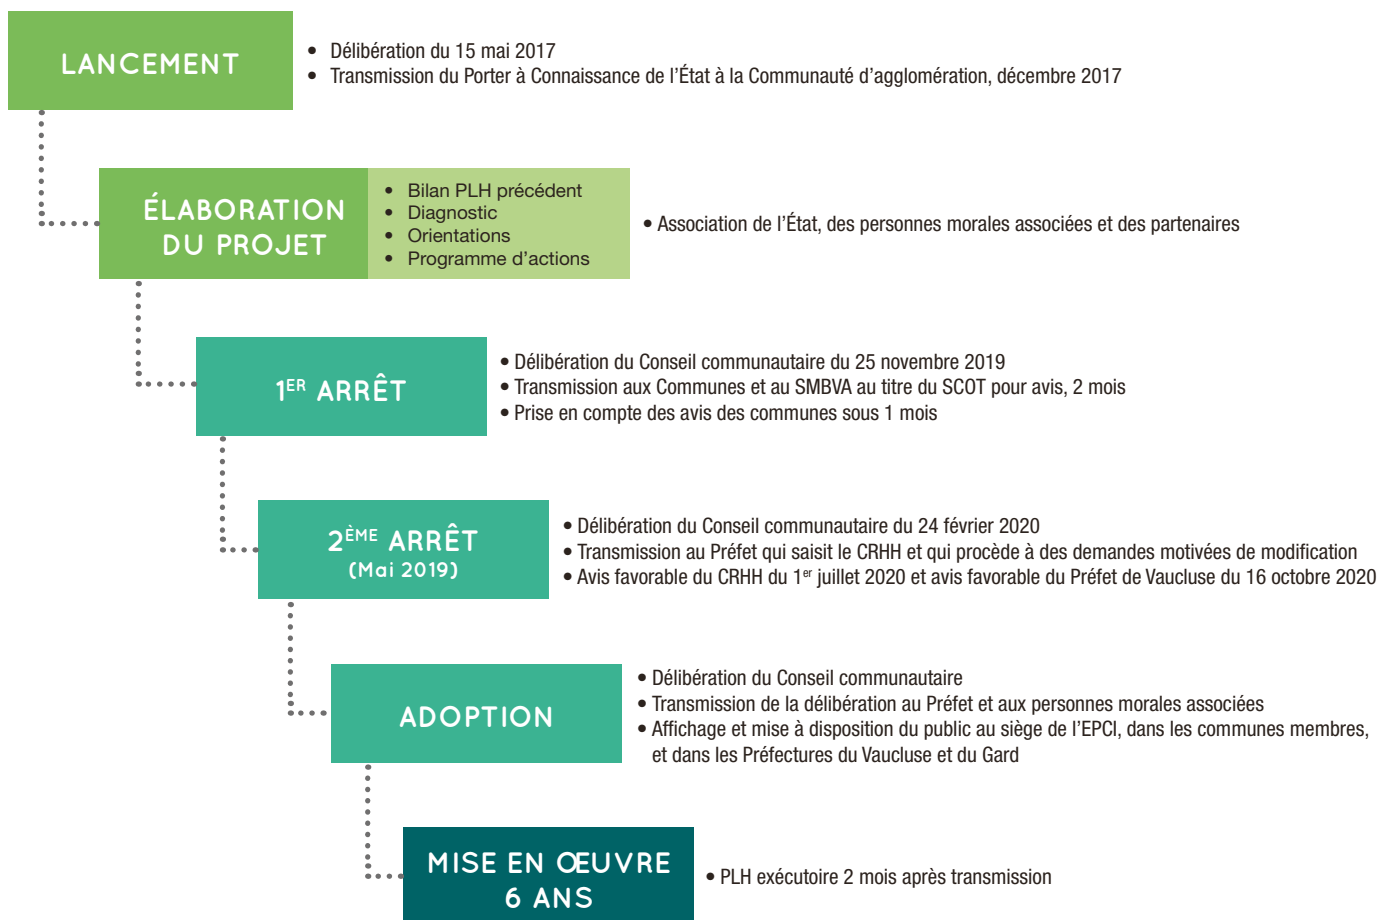 LANCEMENT
• Délibération du 15 mai 2017
• Transmission du Porter à Connaissance de l'État à la Communauté d'agglomération, décembre 2017
ÉLABORATION
DU PROJET
• Bilan PLH précédent
• Diagnostic
• Orientations
• Programme d'actions
• Association de l'État, des personnes morales associées et des partenaires
1ER ARRÊT
• Délibération du Conseil communautaire du 25 novembre 2019
• Transmission aux Communes et au SMBVA au titre du SCOT pour avis, 2 mois
• Prise en compte des avis des communes sous 1 mois
2ÈME ARRÊT
(Mai 2019)
• Délibération du Conseil communautaire du 24 février 2020
• Transmission au Préfet qui saisit le CRHH et qui procède à des demandes motivées de modification
• Avis favorable du CRHH du 1er juillet 2020 et avis favorable du Préfet de Vaucluse du 16 octobre 2020
ADOPTION
• Délibération du Conseil communautaire
• Transmission de la délibération au Préfet et aux personnes morales associées
• Affichage et mise à disposition du public au siège de l'EPCI, dans les communes membres,
et dans les Préfectures du Vaucluse et du Gard
MISE EN ŒUVRE
6 ANS
• PLH exécutoire 2 mois après transmission